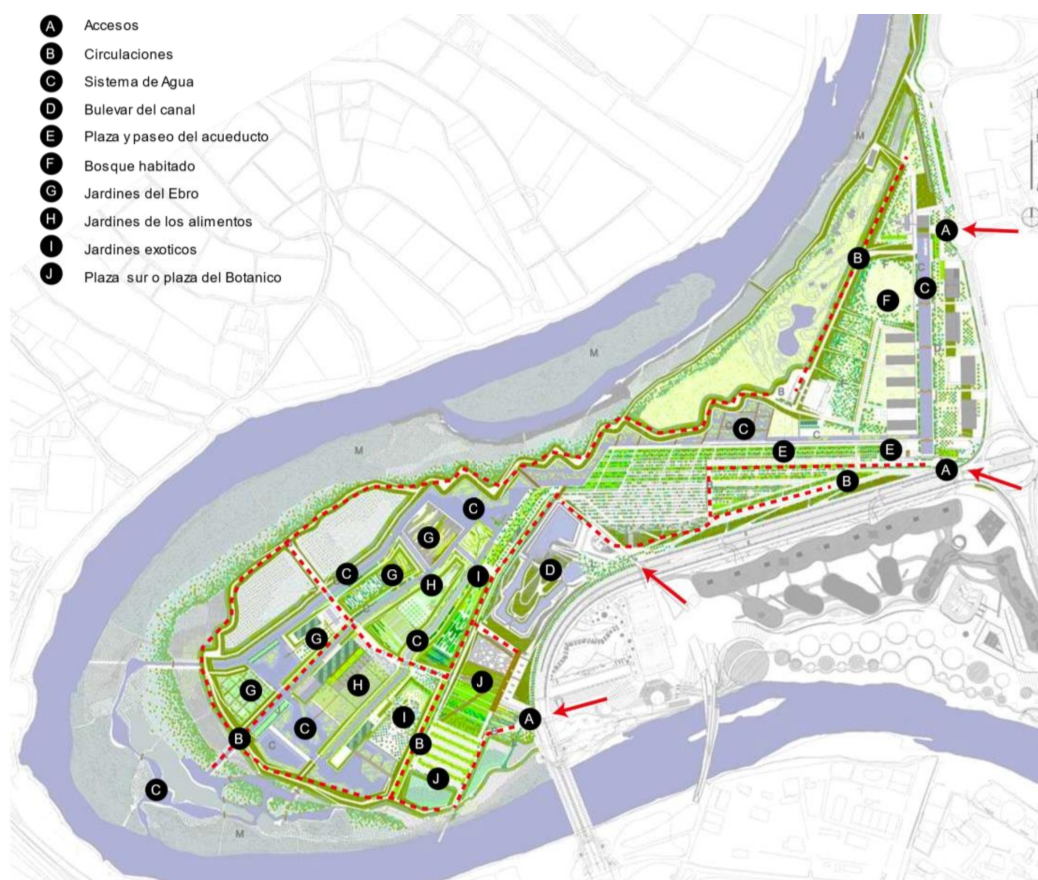 A Accesos
B Circulaciones
C Sistema de Agua
D Bulevar del canal
E Plaza y paseo del acueducto
F Bosque habitado
G Jardines del Ebro
H Jardines de los alimentos
I Jardines exoticos
J Plaza sur o plaza del Botanico
M
A
B
C
C
F
M
B
C
C
E
E
A
B
M
C
G
C
G
H
I
D
G
C
H
J
G
I
A
C
B
B
C
J
C
M